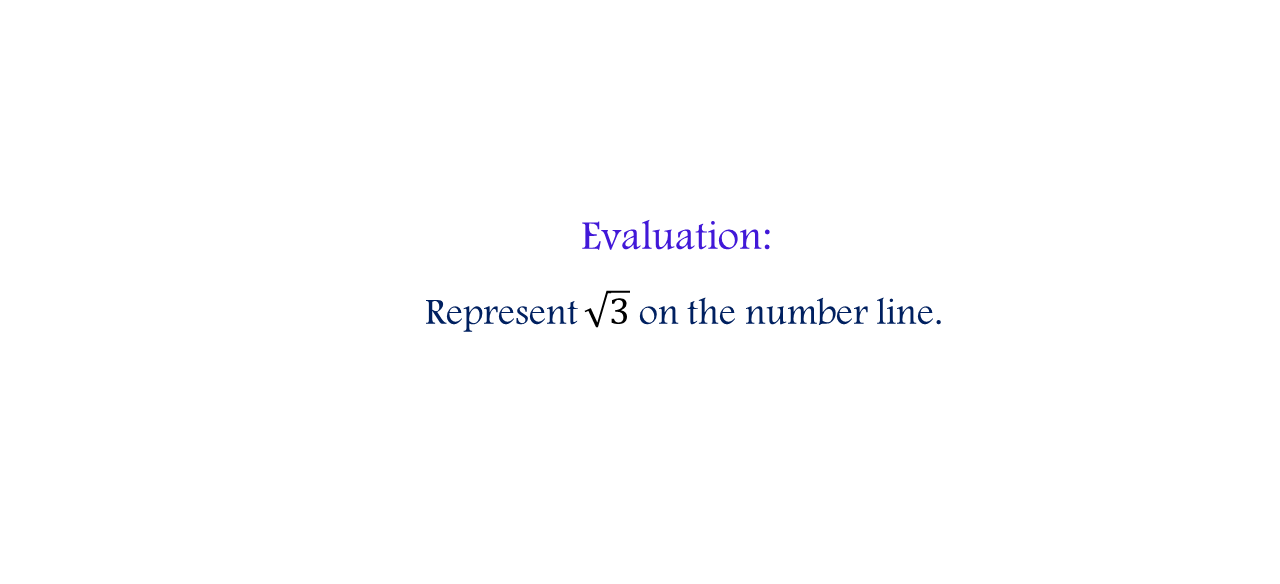 Evaluation:
Represent √3 on the number line.